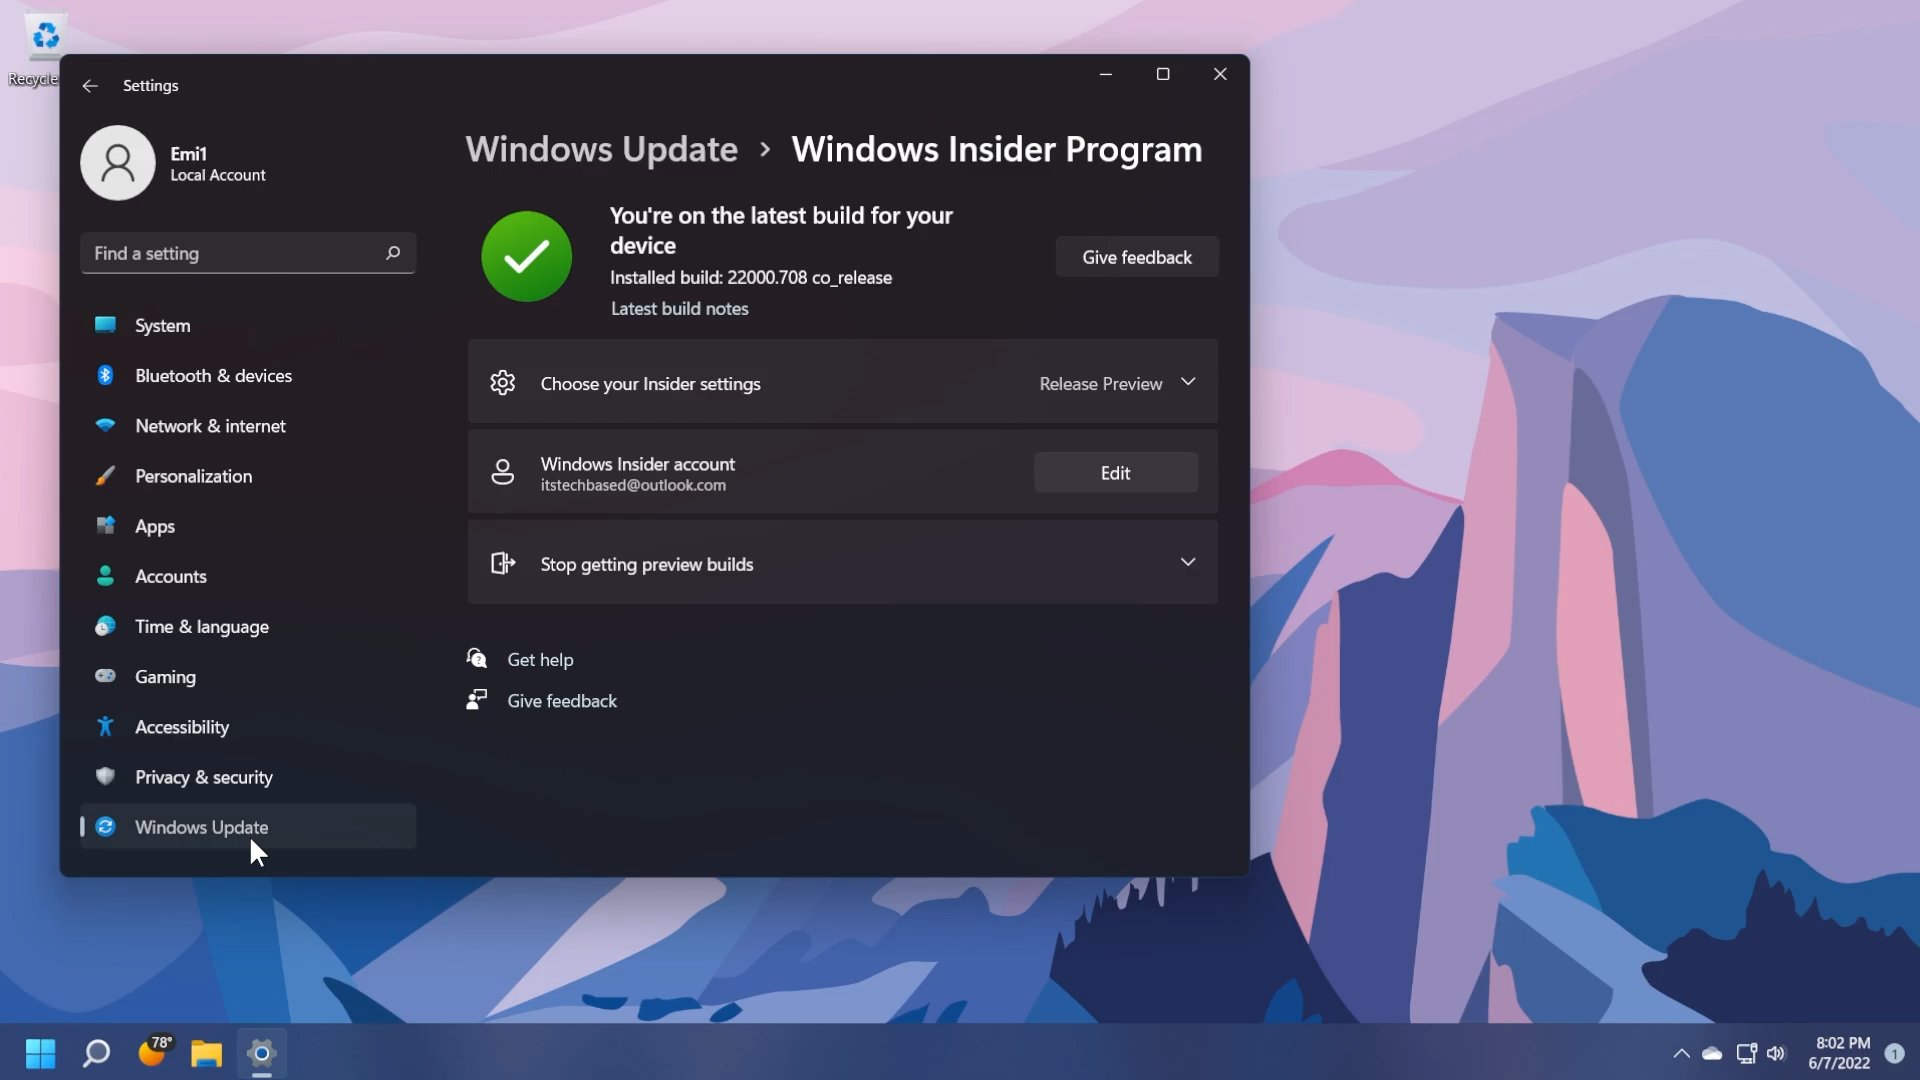 Recycle
Settings
Emi1
Local Account
Find a setting
System
Bluetooth & devices
Network & internet
Personalization
Apps
Accounts
Time & language
Gaming
Accessibility
Privacy & security
Windows Update
Windows Update > Windows Insider Program
You're on the latest build for your
device
Installed build: 22000.708 co_release
Latest build notes
Give feedback
Choose your Insider settings
Release Preview
Windows Insider account
itstechbased@outlook.com
Edit
Stop getting preview builds
Get help
Give feedback
78°
8:02 PM
6/7/2022
1